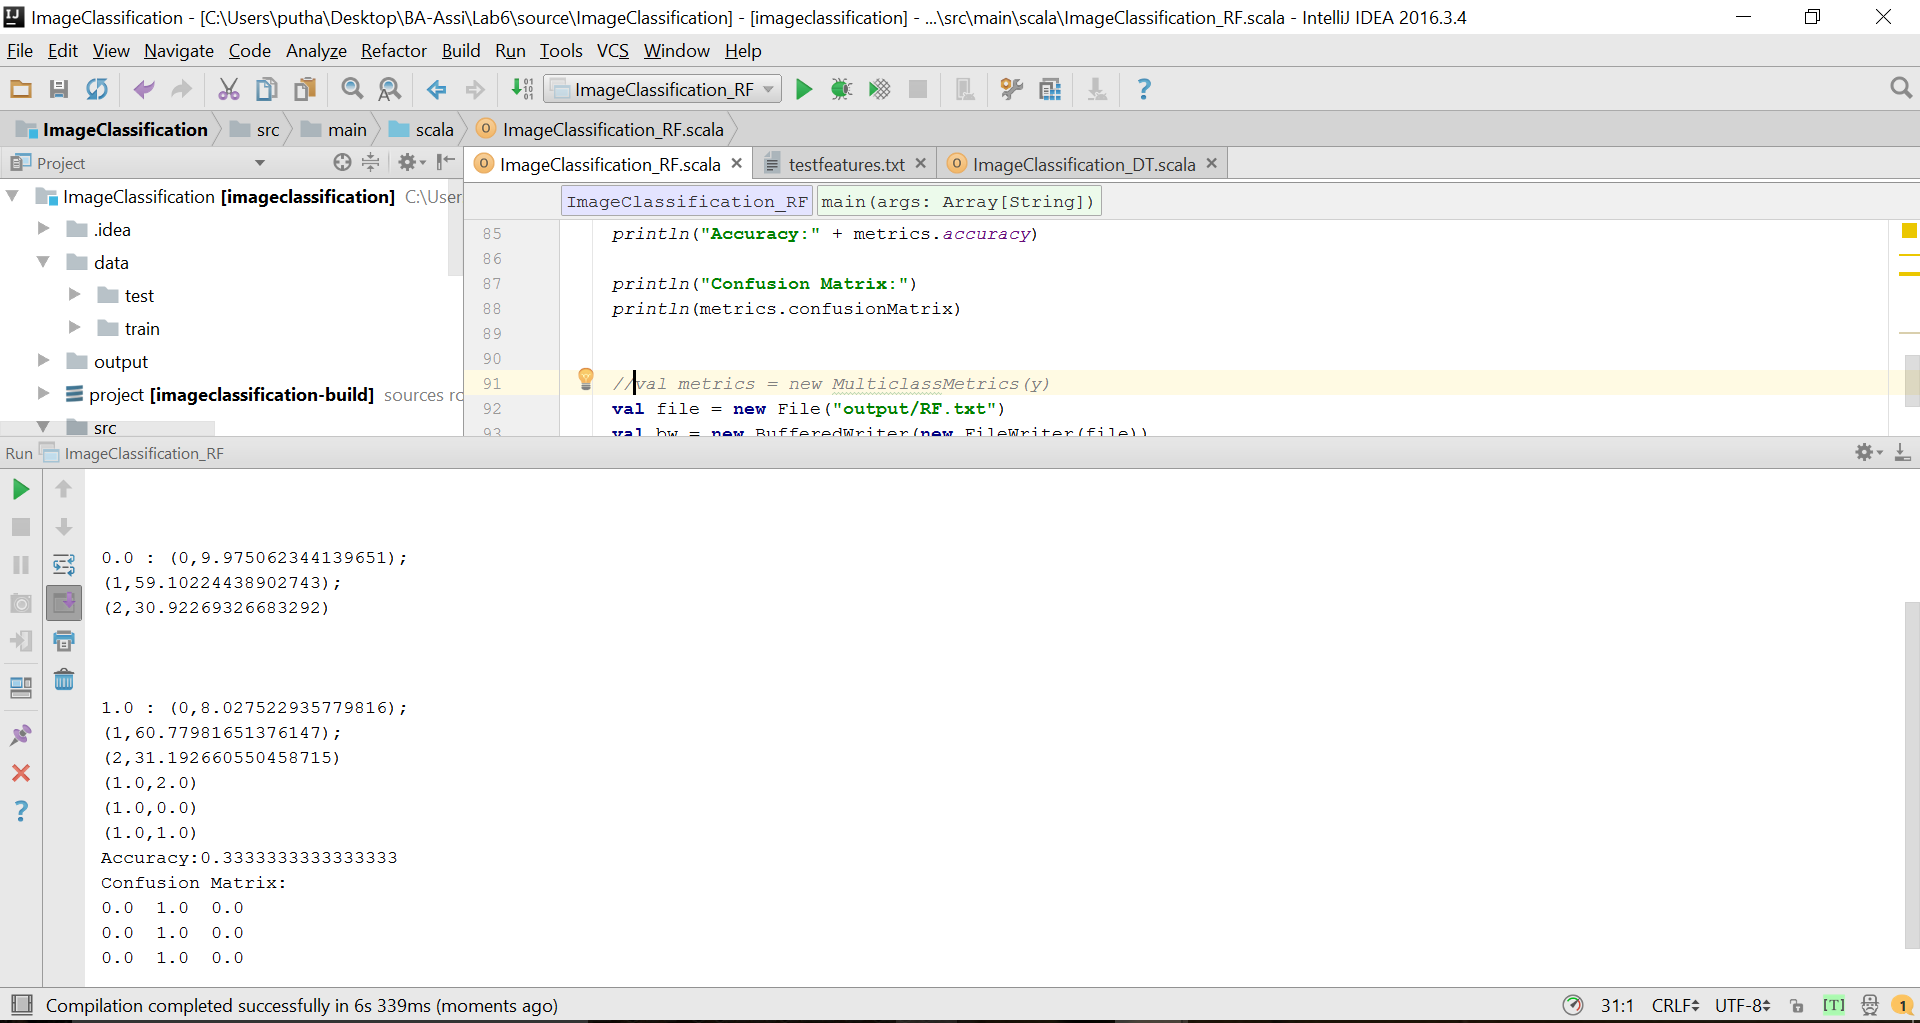 ImageClassification - [C:\Users\putha\Desktop\BA-Assi\Lab6\source\ImageClassification] - [imageclassification] - ...\src\main\scala\ImageClassification_RF.scala - IntelliJ IDEA 2016.3.4
File Edit View Navigate Code Analyze Refactor Build Run Tools VCS Window Help
ImageClassification_RF
ImageClassification src main scala ImageClassification_RF.scala
Project
ImageClassification_RF.scala testfeatures.txt ImageClassification_DT.scala
ImageClassification [imageclassification] C:\User
.idea
data
test
train
output
project [imageclassification-build] sources ro
src
ImageClassification_RF main(args: Array[String])
85 println("Accuracy:" + metrics.accuracy)
86
87 println("Confusion Matrix:")
88 println(metrics.confusionMatrix)
89
90
91 //val metrics = new MulticlassMetrics(y)
92 val file = new File("output/RF.txt")
93 val bw = new BufferedWriter(new FileWriter(file))
Run ImageClassification_RF
0.0 : (0,9.975062344139651);
(1,59.10224438902743);
(2,30.92269326683292)
1.0 : (0,8.027522935779816);
(1,60.77981651376147);
(2,31.192660550458715)
(1.0,2.0)
(1.0,0.0)
(1.0,1.0)
Accuracy:0.3333333333333333
Confusion Matrix:
0.0 1.0 0.0
0.0 1.0 0.0
0.0 1.0 0.0
Compilation completed successfully in 6s 339ms (moments ago) 31:1 CRLF UTF-8 [T] 1